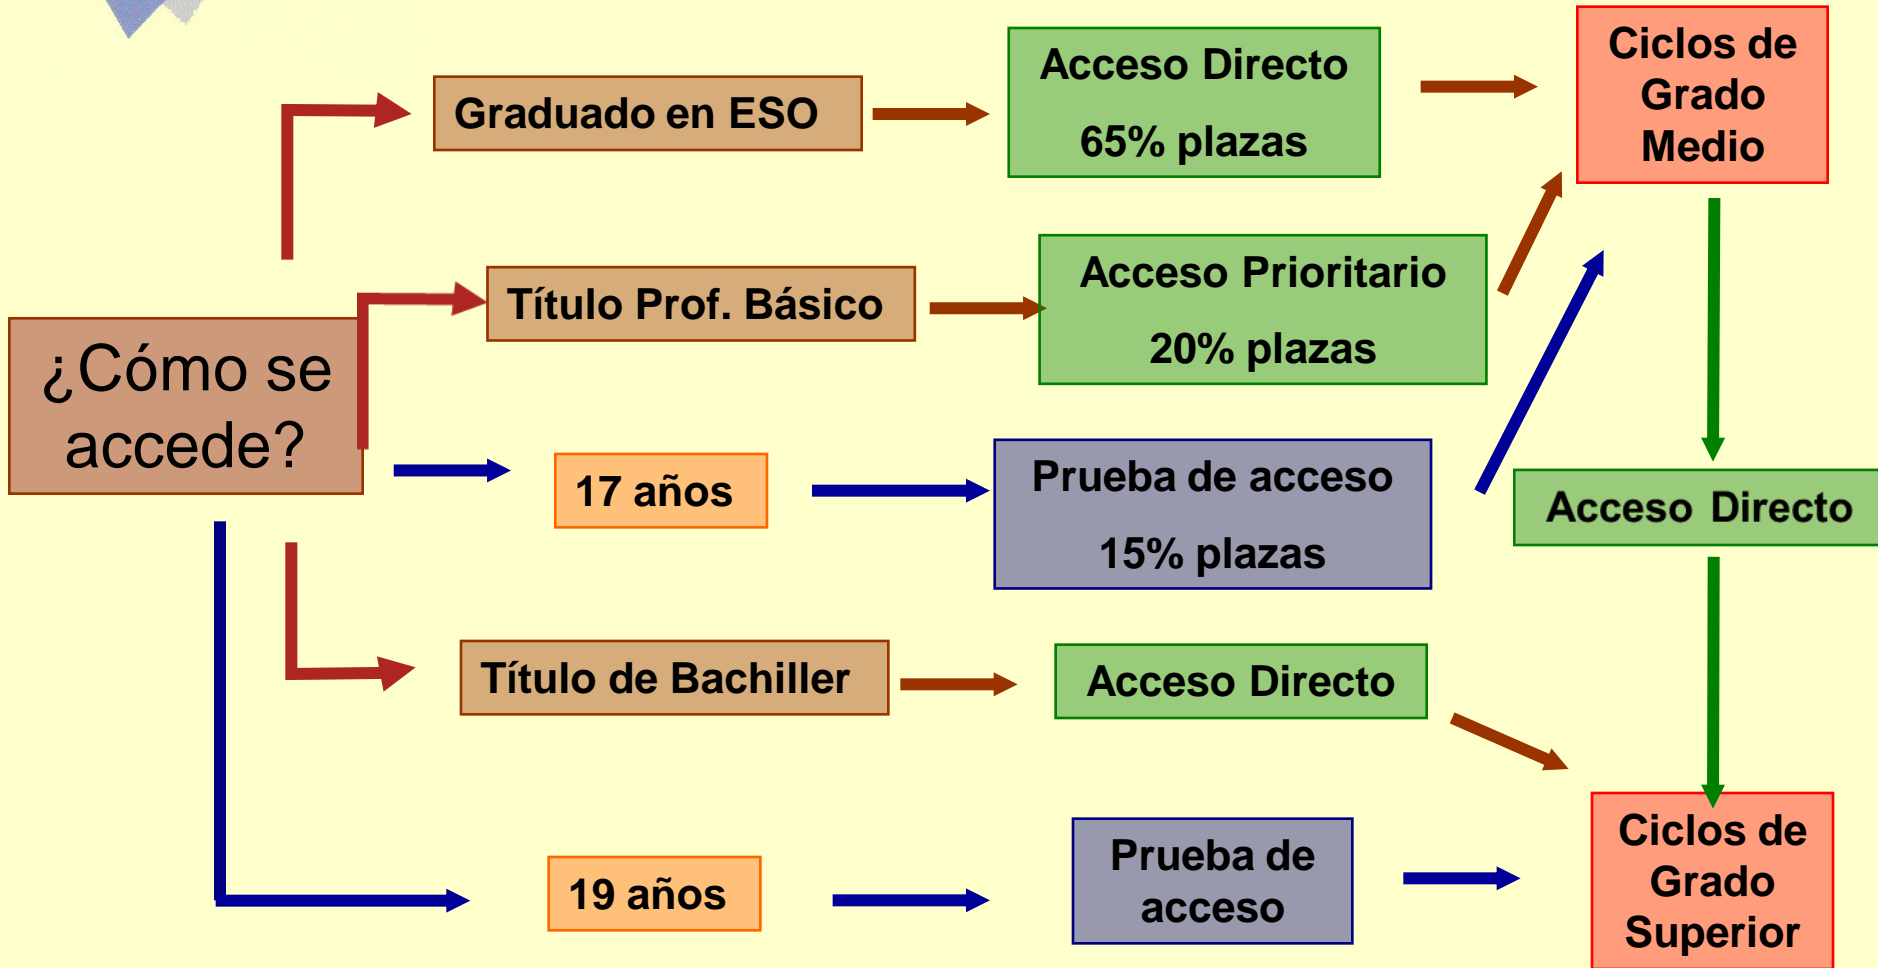 Graduado en ESO
Acceso Directo
65% plazas
Ciclos de
Grado
Medio
Título Prof. Básico
Acceso Prioritario
20% plazas
¿Cómo se
accede?
17 años
Prueba de acceso
15% plazas
Acceso Directo
Título de Bachiller
Acceso Directo
19 años
Prueba de
acceso
Ciclos de
Grado
Superior